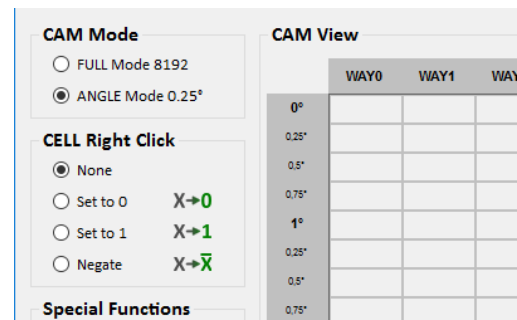 CAM Mode
FULL Mode 8192
ANGLE Mode 0.25°
CELL Right Click
None
Set to 0 X→0
Set to 1 X→1
Negate X→X̅
Special Functions
CAM View
WAY0 WAY1 WAY
0°
0,25°
0,5°
0,75°
1°
0,25°
0,5°
0,75°